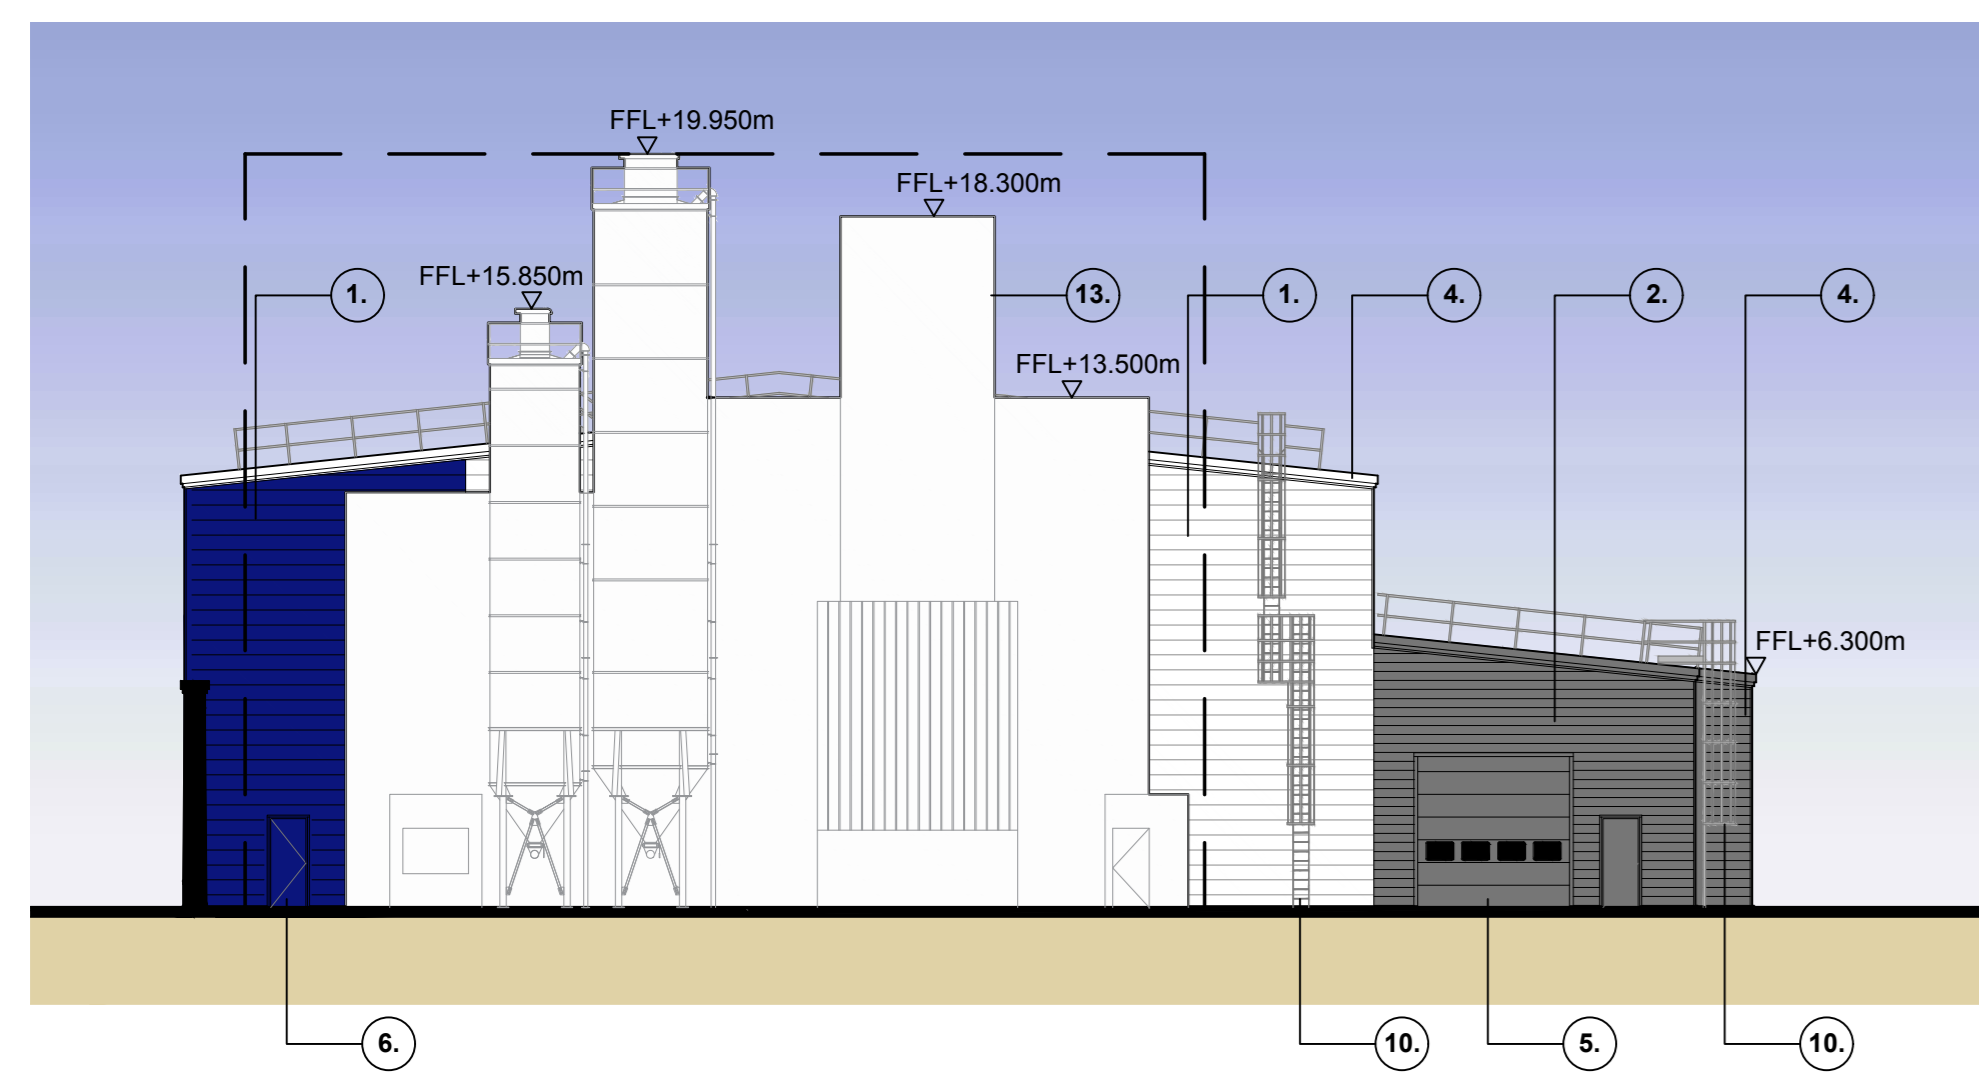 FFL+19.950m
FFL+18.300m
FFL+15.850m
1.
13.
1.
4.
2.
4.
FFL+13.500m
FFL+6.300m
6.
10.
5.
10.